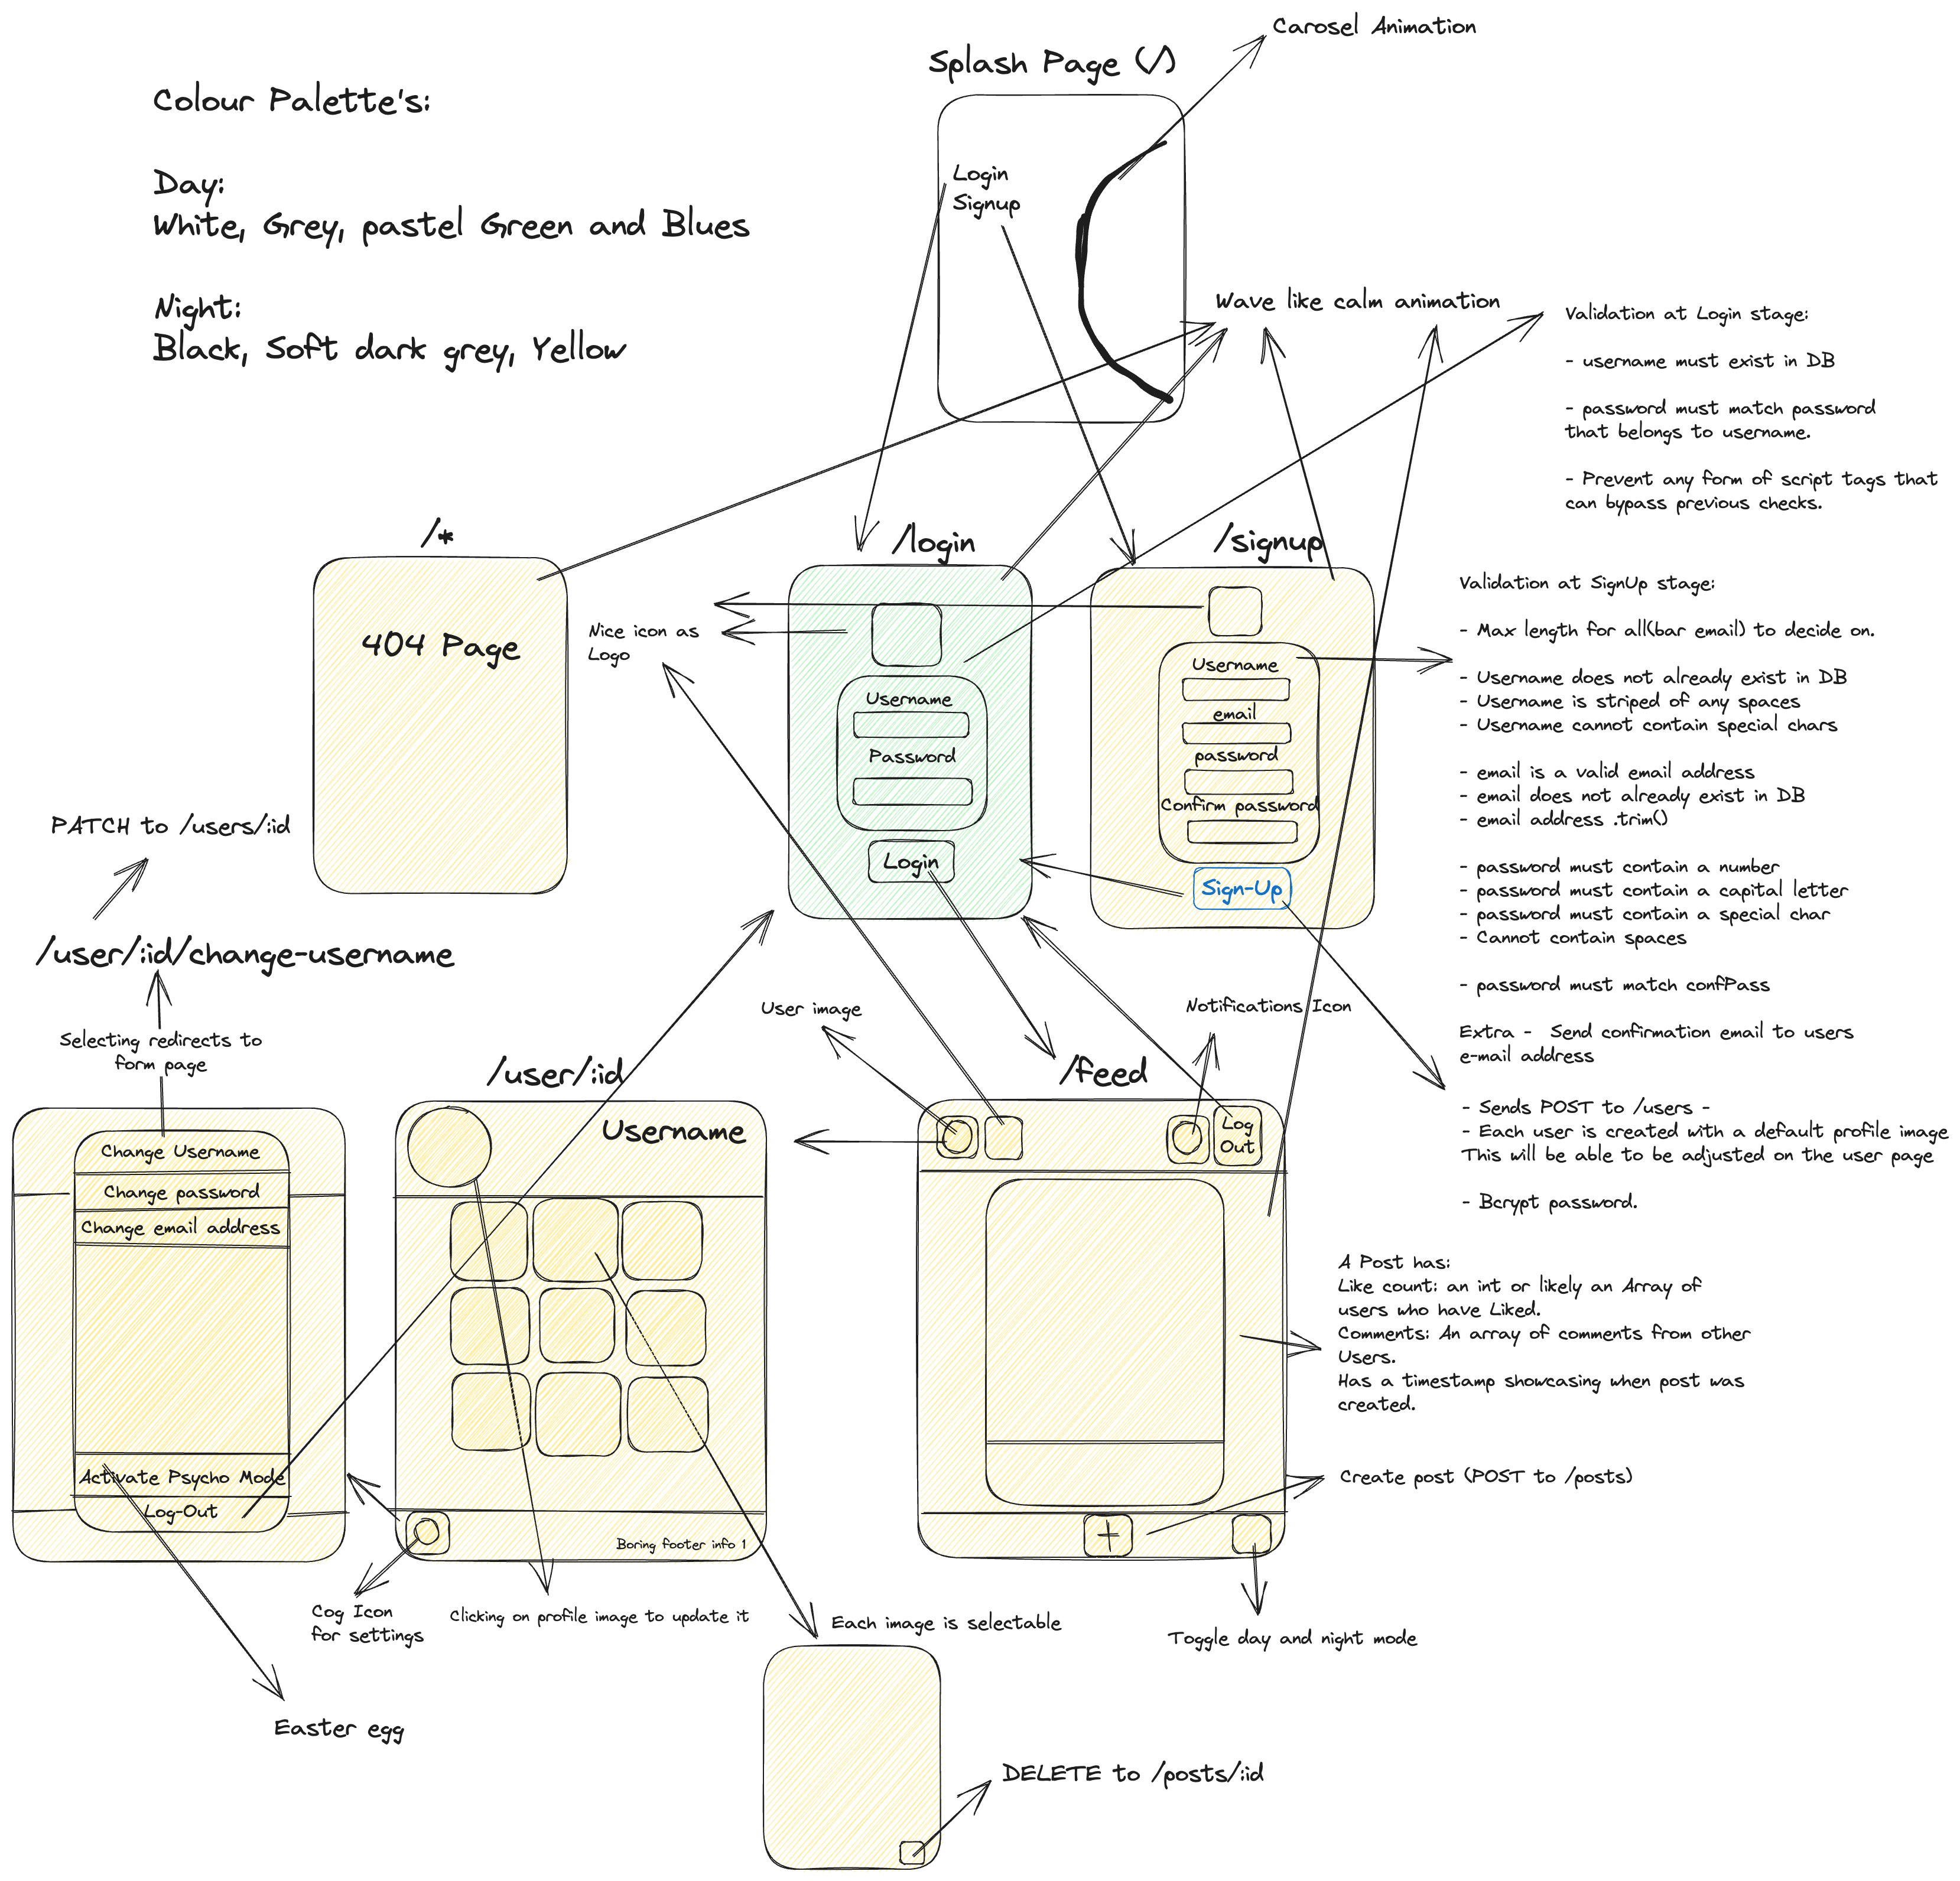 Carosel Animation
Splash Page (/)
Colour Palette's:
Day:
White, Grey, pastel Green and Blues
Night:
Black, Soft dark grey, Yellow
Login
Signup
Wave like calm animation
Validation at Login stage:
- username must exist in DB
- password must match password
that belongs to username.
- Prevent any form of script tags that
can bypass previous checks.
/*
404 Page
Nice icon as
Logo
/login
Username
Password
Login
/signup
Username
email
password
Confirm password
Sign-Up
Validation at SignUp stage:
- Max length for all(bar email) to decide on.
- Username does not already exist in DB
- Username is striped of any spaces
- Username cannot contain special chars
- email is a valid email address
- email does not already exist in DB
- email address .trim()
- password must contain a number
- password must contain a capital letter
- password must contain a special char
- Cannot contain spaces
- password must match confPass
Extra - Send confirmation email to users
e-mail address
- Sends POST to /users -
- Each user is created with a default profile image
This will be able to be adjusted on the user page
- Bcrypt password.
PATCH to /users/:id
/user/:id/change-username
Selecting redirects to
form page
Change Username
Change password
Change email address
Activate Psycho Mode
Log-Out
Easter egg
/user/:id
Username
Boring footer info 1
Cog Icon
for settings
Clicking on profile image to update it
User image
Notifications Icon
/feed
Log
Out
+
A Post has:
Like count: an int or likely an Array of
users who have Liked.
Comments: An array of comments from other
Users.
Has a timestamp showcasing when post was
created.
Create post (POST to /posts)
Toggle day and night mode
Each image is selectable
DELETE to /posts/:id